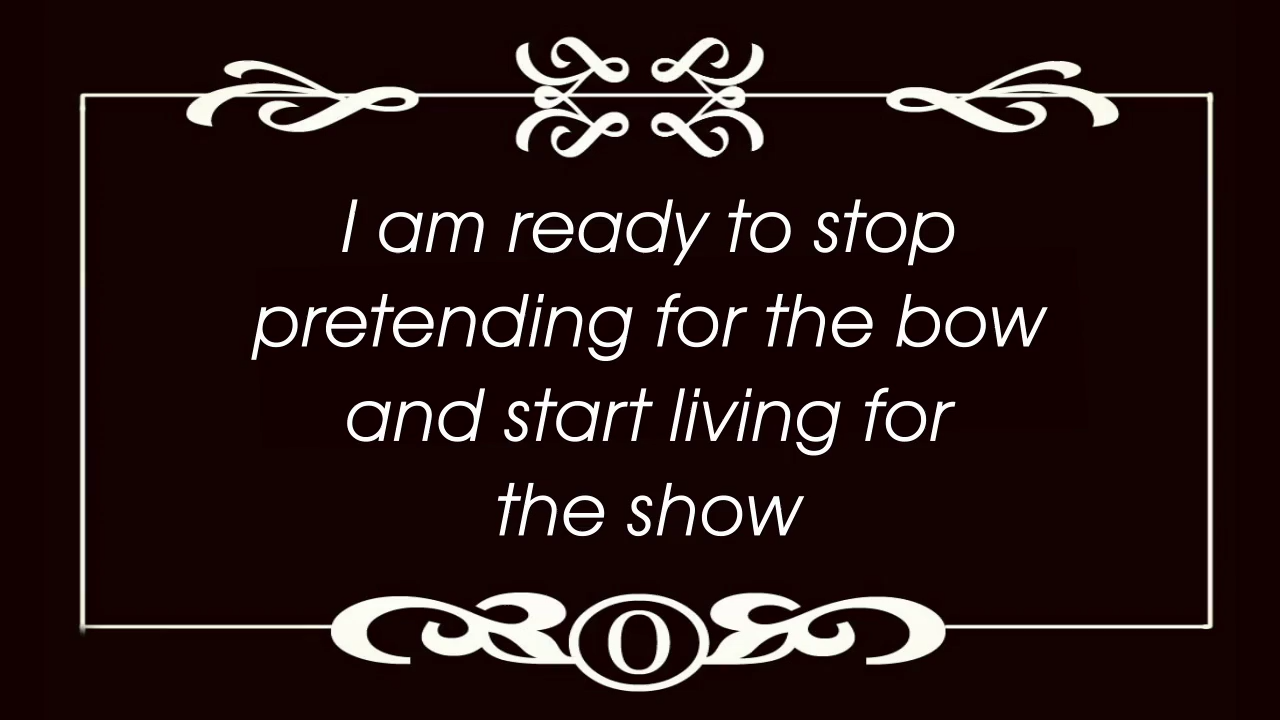 I am ready to stop
pretending for the bow
and start living for
the show
O